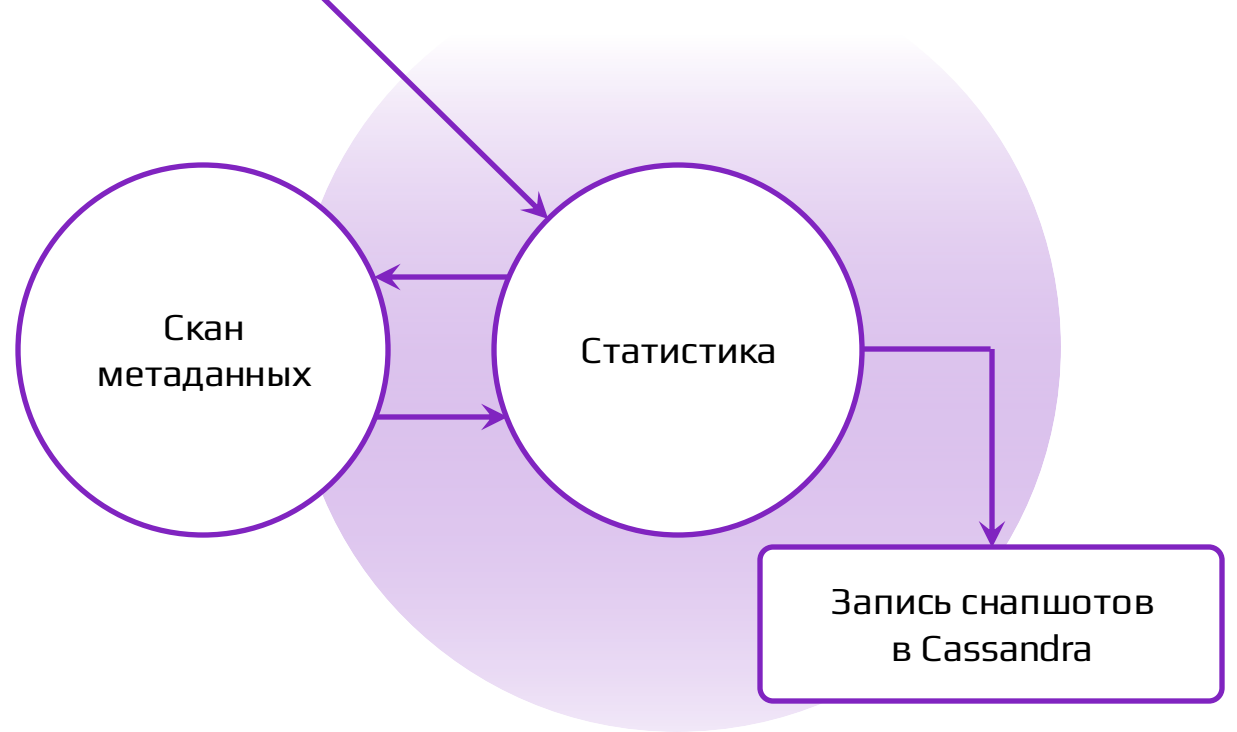 Скан
метаданных
Статистика
Запись снапшотов
в Cassandra